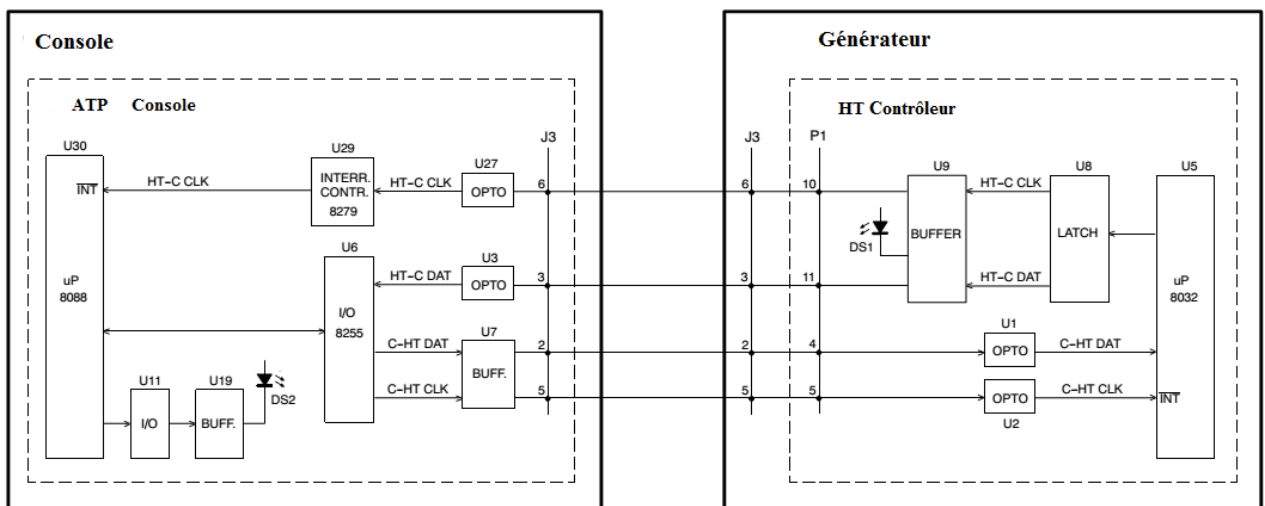 Console
ATP Console
U30
INT
uP
8088
HT-C CLK
U29
INTERR.
CONTR.
8279
HT-C CLK
U27
OPTO
J3
6
U6
I/O
8255
HT-C DAT
U3
OPTO
3
C-HT DAT
C-HT CLK
U7
BUFF.
2
5
U11
I/O
U19
BUFF.
DS2
Générateur
HT Contrôleur
J3
P1
6
10
3
11
2
4
5
5
DS1
U9
BUFFER
HT-C CLK
HT-C DAT
U8
LATCH
U5
uP
8032
INT
U1
OPTO
C-HT DAT
OPTO
U2
C-HT CLK